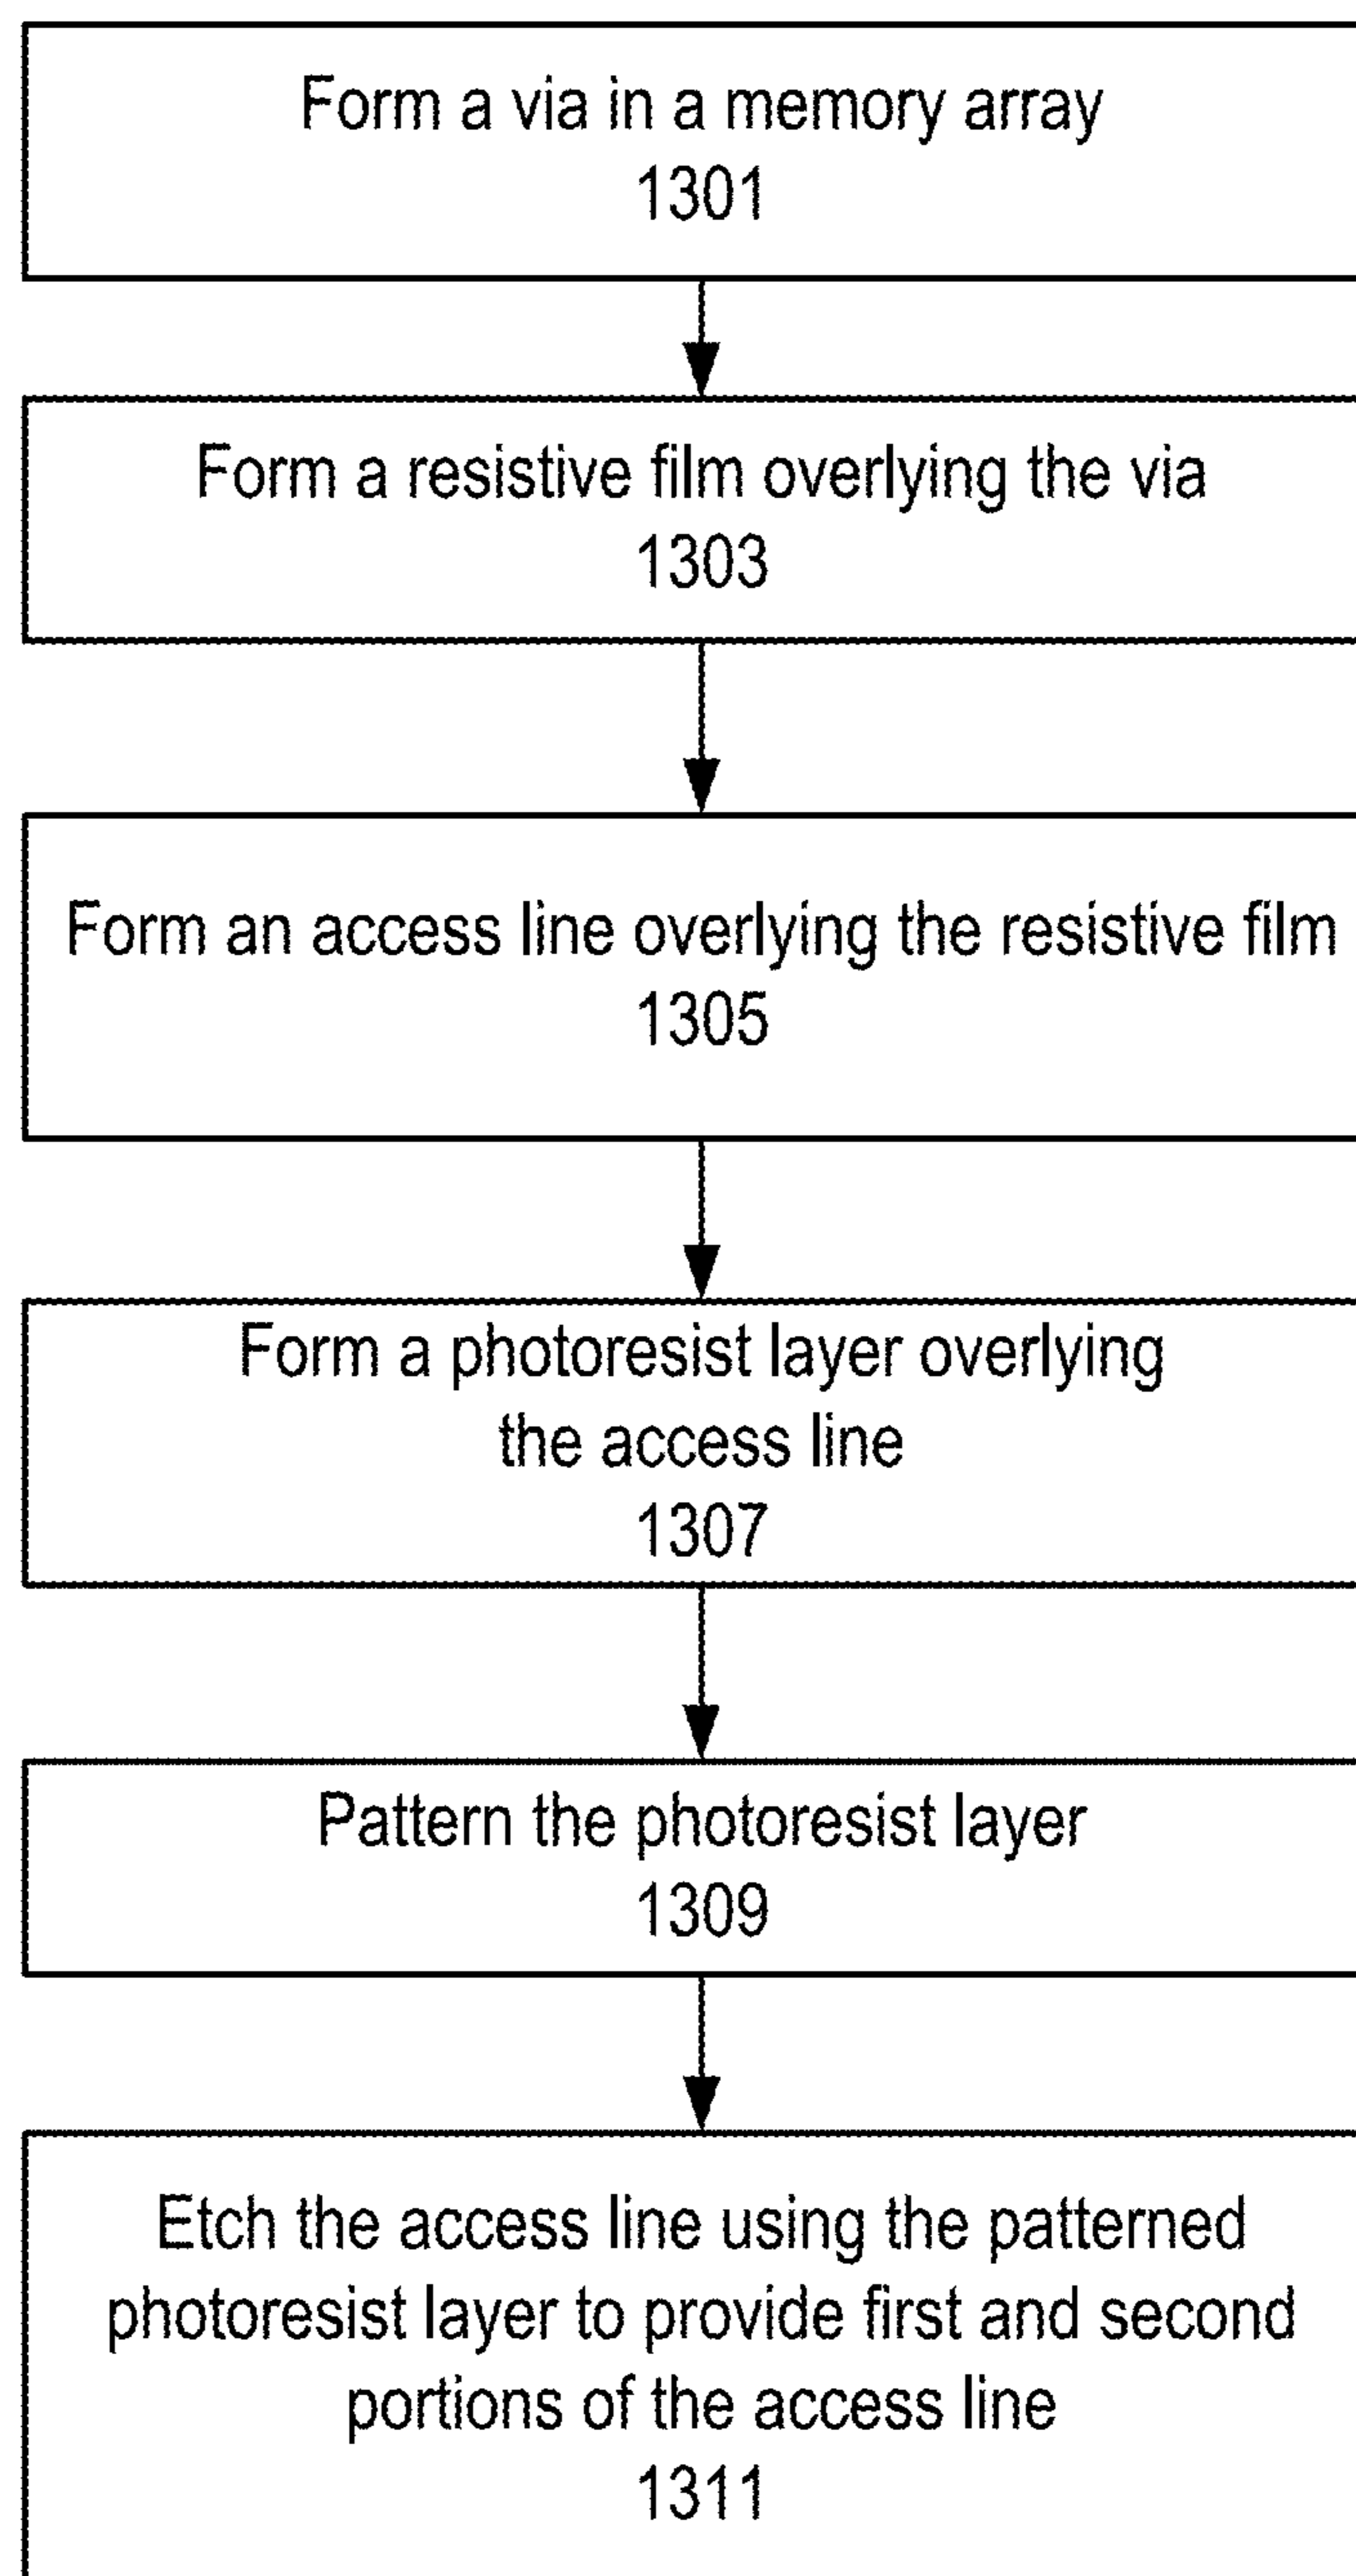 Form a via in a memory array
1301
Form a resistive film overlying the via
1303
Form an access line overlying the resistive film
1305
Form a photoresist layer overlying
the access line
1307
Pattern the photoresist layer
1309
Etch the access line using the patterned
photoresist layer to provide first and second
portions of the access line
1311